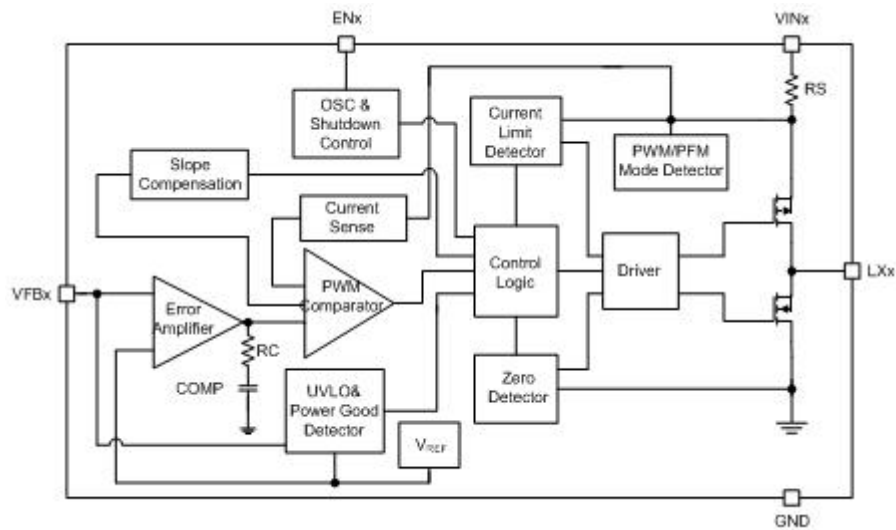 ENx
VINx
OSC &
Shutdown
Control
Current
Limit
Detector
RS
PWM/PFM
Mode Detector
Slope
Compensation
Current
Sense
VFBx
Error
Amplifier
PWM
Comparator
Control
Logic
Driver
LXx
RC
COMP
UVLO&
Power Good
Detector
VREF
Zero
Detector
GND